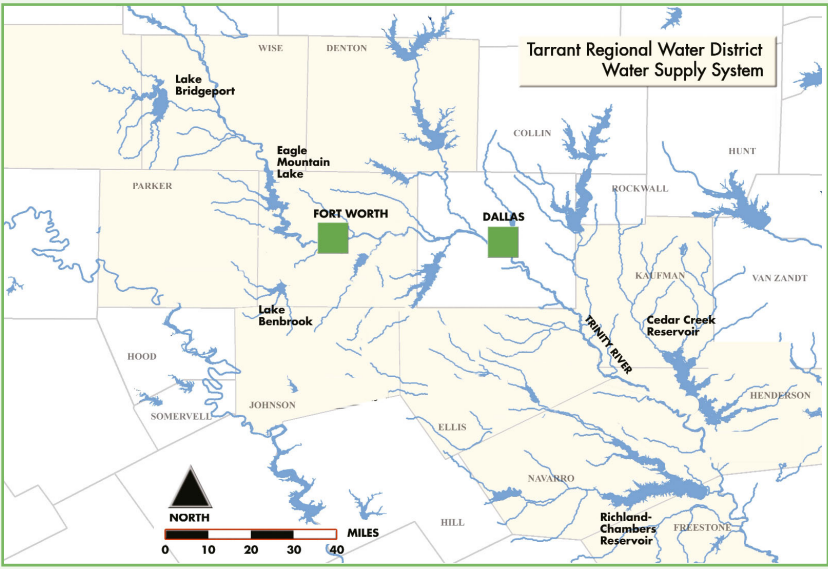 Tarrant Regional Water District
Water Supply System
WISE
DENTON
Lake
Bridgeport
COLLIN
HUNT
Eagle
Mountain
Lake
PARKER
ROCKWALL
FORT WORTH
DALLAS
KAUFMAN
VAN ZANDT
Lake
Benbrook
TRINITY RIVER
Cedar Creek
Reservoir
HOOD
JOHNSON
HENDERSON
SOMERVELL
ELLIS
NAVARRO
NORTH
Richland-
Chambers
Reservoir
HILL
FREESTONE
MILES
0 10 20 30 40